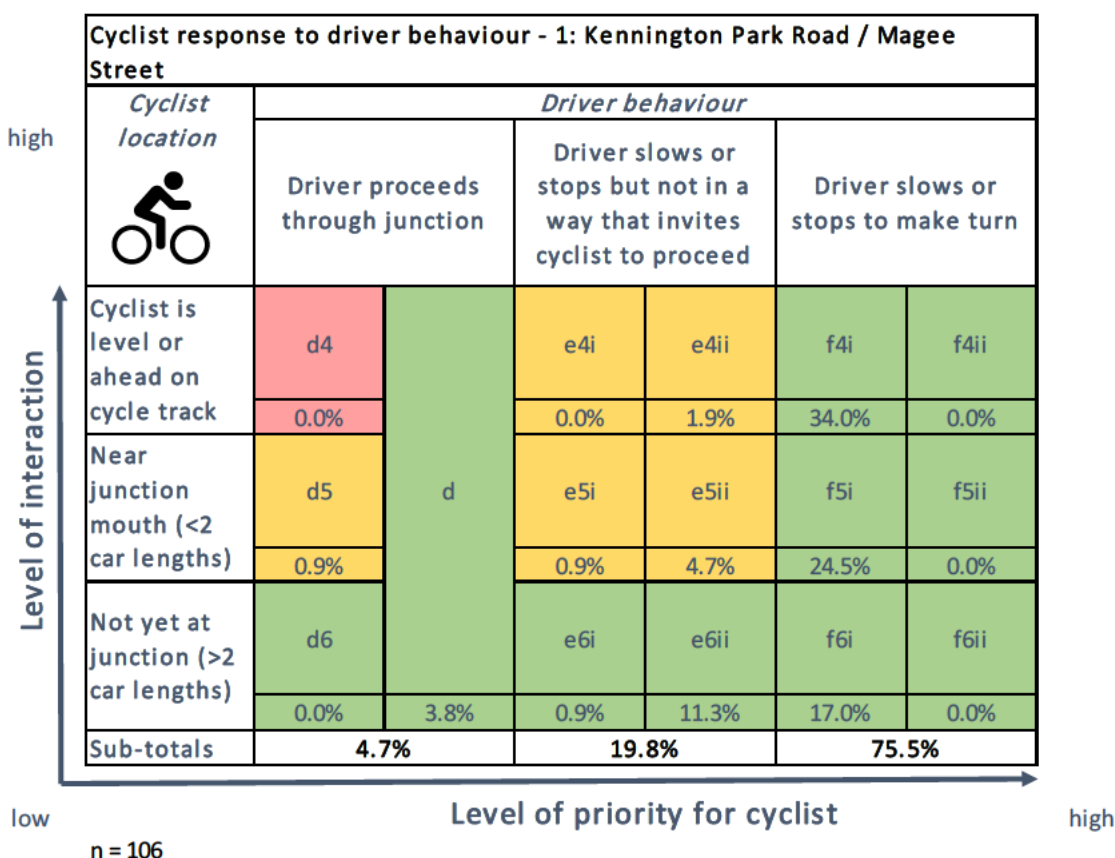 Cyclist response to driver behaviour - 1: Kennington Park Road / Magee
Street
Cyclist
location
Driver behaviour
high
Driver proceeds
through junction
Driver slows or
stops but not in a
way that invites
cyclist to proceed
Driver slows or
stops to make turn
Level of interaction
Cyclist is
level or
ahead on
cycle track
d4
e4i
e4ii
f4i
f4ii
0.0%
0.0%
1.9%
34.0%
0.0%
Near
junction
mouth (<2
car lengths)
d5
d
e5i
e5ii
f5i
f5ii
0.9%
0.9%
4.7%
24.5%
0.0%
Not yet at
junction (>2
car lengths)
d6
e6i
e6ii
f6i
f6ii
0.0%
3.8%
0.9%
11.3%
17.0%
0.0%
Sub-totals
4.7%
19.8%
75.5%
low
Level of priority for cyclist
high
n = 106